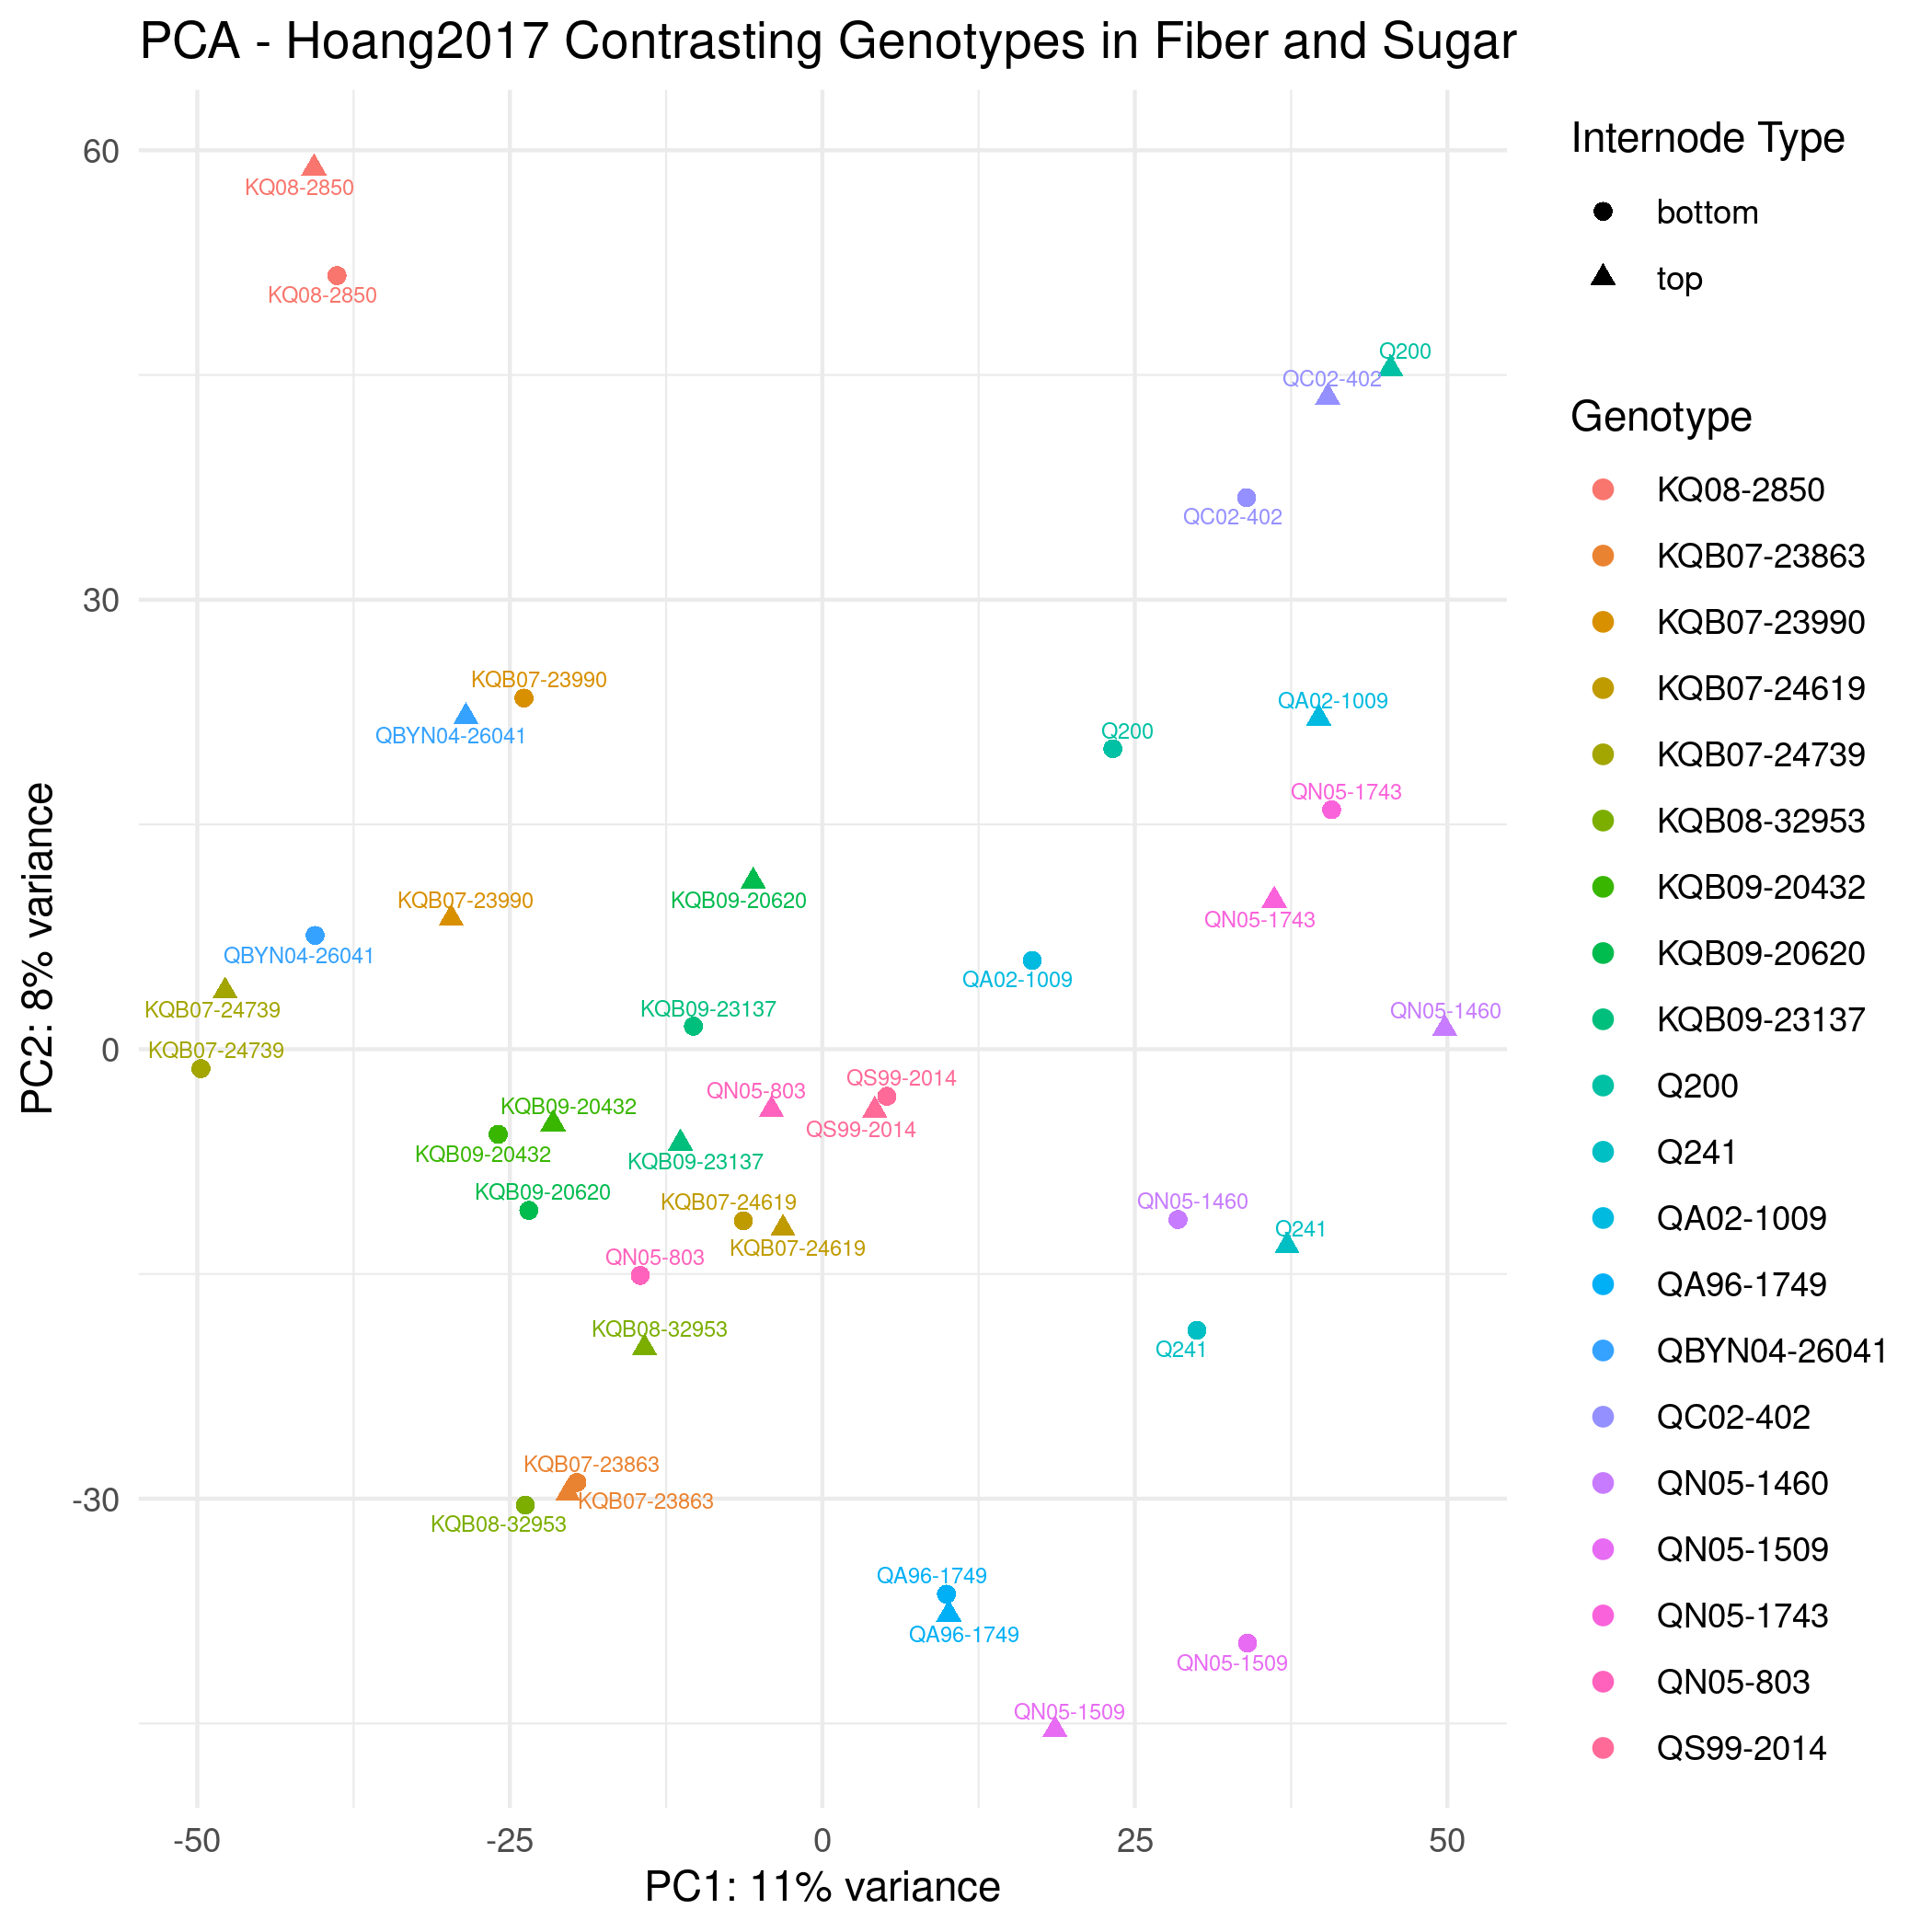 PCA - Hoang2017 Contrasting Genotypes in Fiber and Sugar
60
30
0
-30
PC2: 8% variance
KQ08-2850
KQ08-2850
Q200
QC02-402
QC02-402
KQB07-23990
QBYN04-26041
QA02-1009
Q200
QN05-1743
KQB07-23990
KQB09-20620
QN05-1743
QBYN04-26041
QA02-1009
KQB07-24739
KQB09-23137
QN05-1460
KQB07-24739
QS99-2014
QN05-803
KQB09-20432
QS99-2014
KQB09-20432
KQB09-23137
KQB09-20620
KQB07-24619
QN05-1460
Q241
KQB07-24619
QN05-803
KQB08-32953
Q241
KQB07-23863
KQB07-23863
KQB08-32953
QA96-1749
QA96-1749
QN05-1509
QN05-1509
-50
-25
0
25
50
PC1: 11% variance
Internode Type
bottom
top
Genotype
KQ08-2850
KQB07-23863
KQB07-23990
KQB07-24619
KQB07-24739
KQB08-32953
KQB09-20432
KQB09-20620
KQB09-23137
Q200
Q241
QA02-1009
QA96-1749
QBYN04-26041
QC02-402
QN05-1460
QN05-1509
QN05-1743
QN05-803
QS99-2014